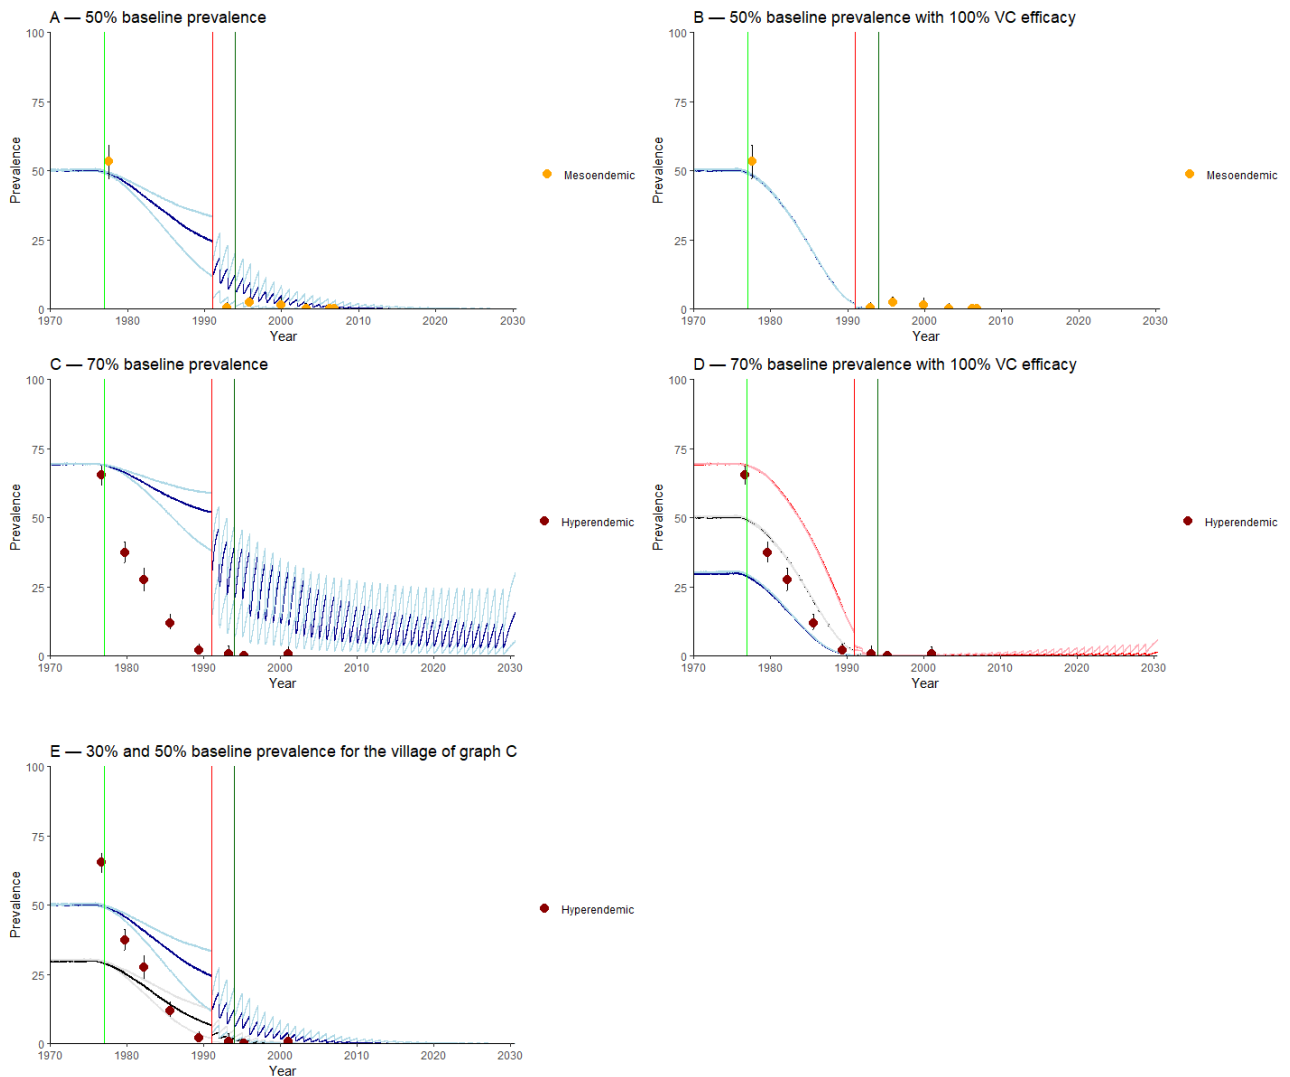 A — 50% baseline prevalence
100
75
50
25
0
Prevalence
1970 1980 1990 2000 2010 2020 2030
Year
Mesoendemic
B — 50% baseline prevalence with 100% VC efficacy
100
75
50
25
0
Prevalence
1970 1980 1990 2000 2010 2020 2030
Year
Mesoendemic
C — 70% baseline prevalence
100
75
50
25
0
Prevalence
1970 1980 1990 2000 2010 2020 2030
Year
Hyperendemic
D — 70% baseline prevalence with 100% VC efficacy
100
75
50
25
0
Prevalence
1970 1980 1990 2000 2010 2020 2030
Year
Hyperendemic
E — 30% and 50% baseline prevalence for the village of graph C
100
75
50
25
0
Prevalence
1970 1980 1990 2000 2010 2020 2030
Year
Hyperendemic